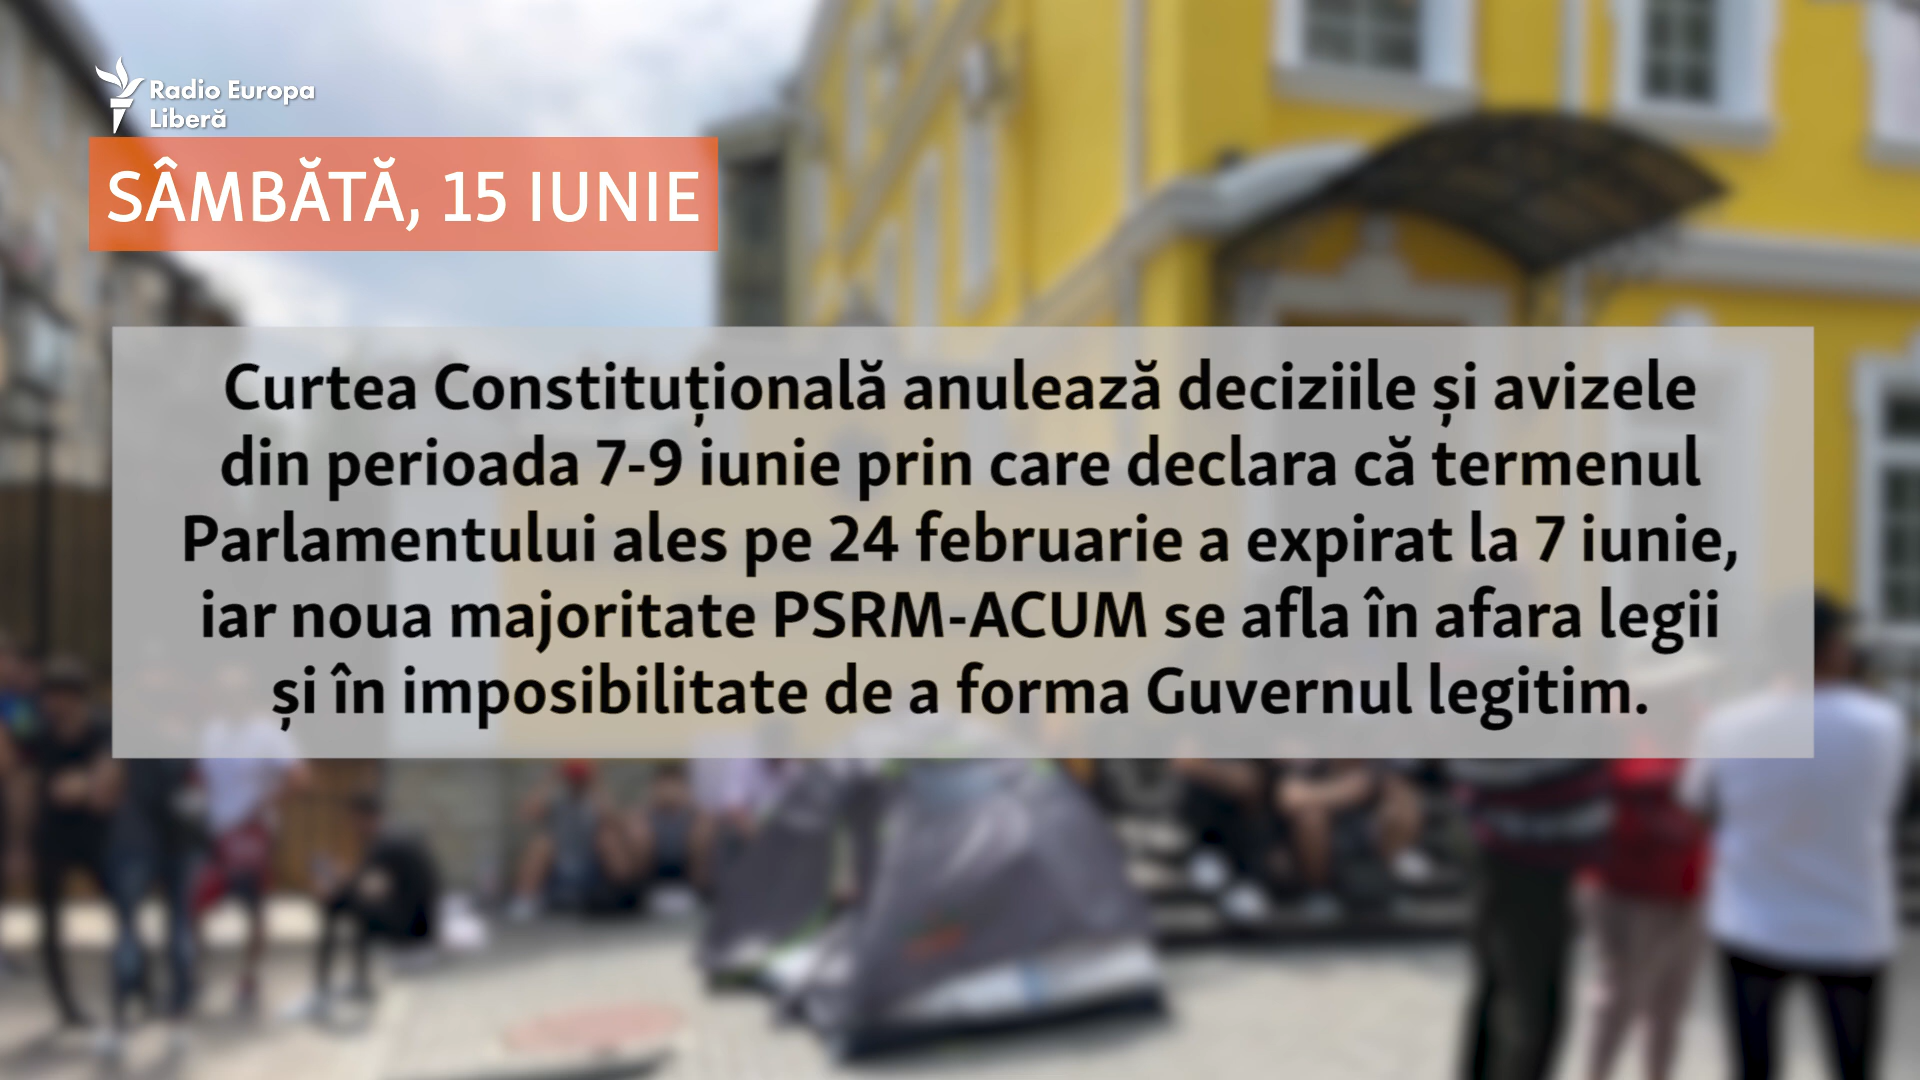 Radio Europa
Liberă
SÂMBĂTĂ, 15 IUNIE
Curtea Constituțională anulează deciziile și avizele
din perioada 7-9 iunie prin care declara că termenul
Parlamentului ales pe 24 februarie a expirat la 7 iunie,
iar noua majoritate PSRM-ACUM se afla în afara legii
și în imposibilitate de a forma Guvernul legitim.